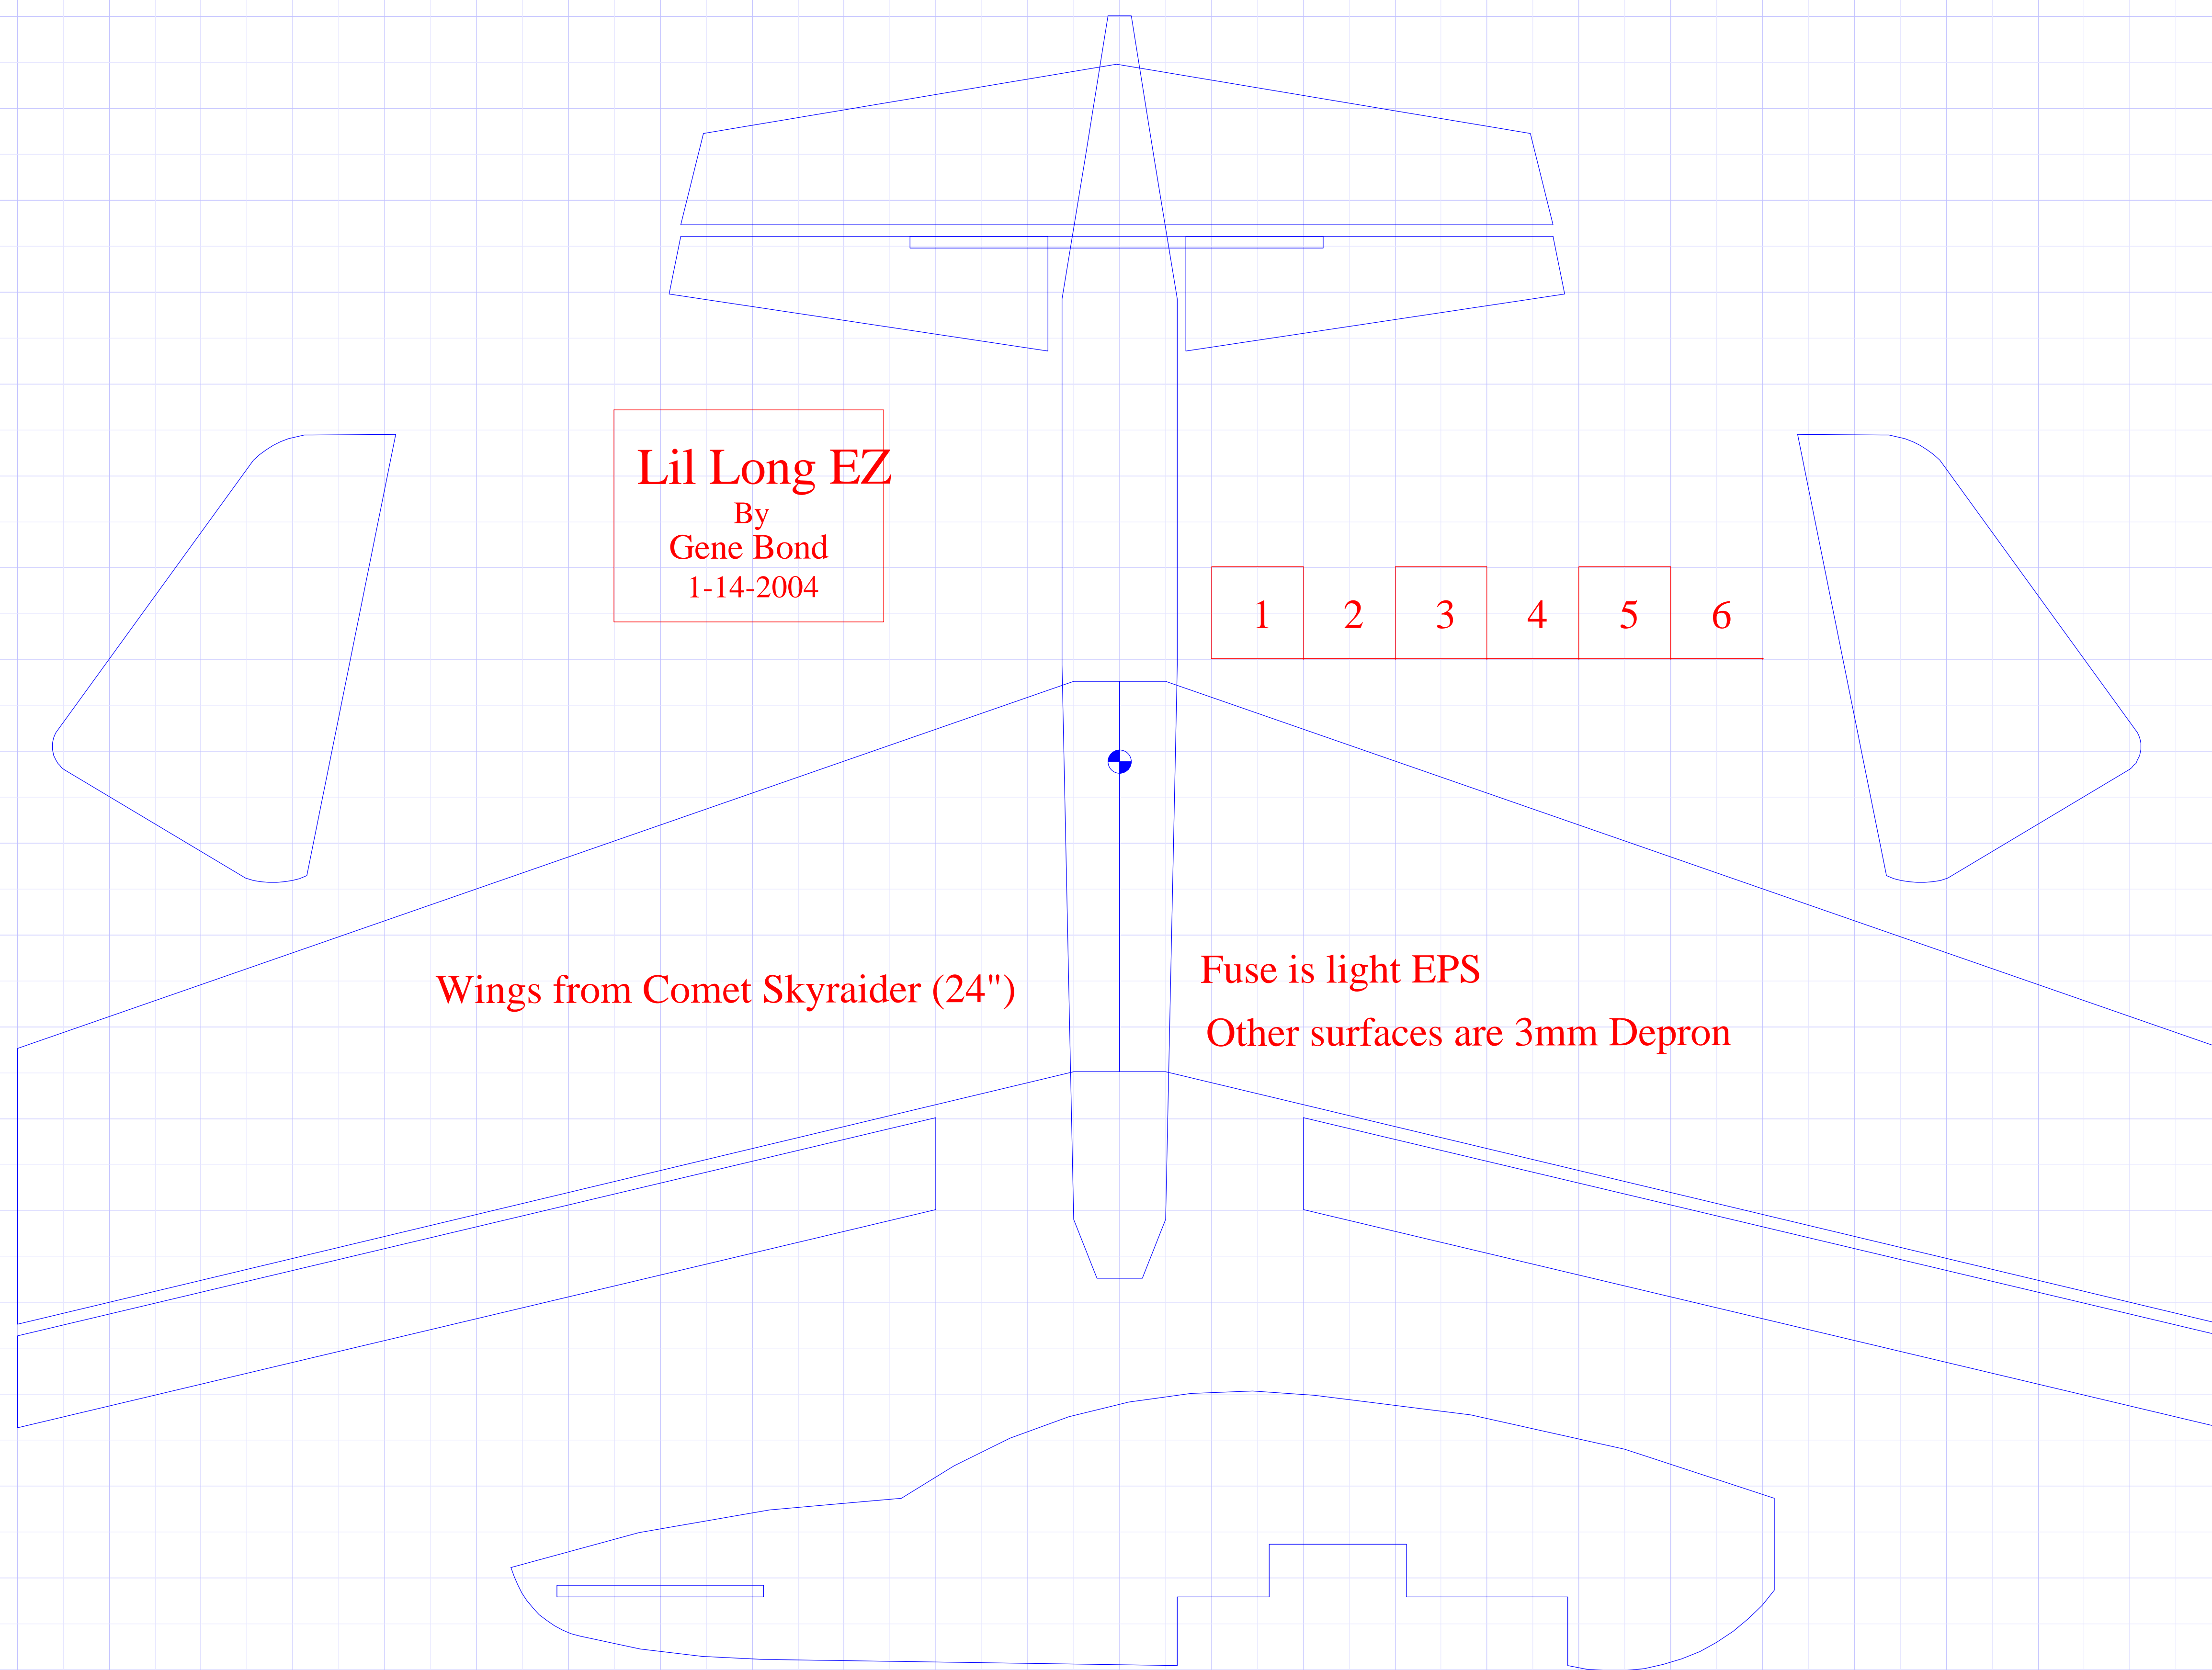 Lil Long EZ
By
Gene Bond
1-14-2004
1 2 3 4 5 6
Wings from Comet Skyraider (24")
Fuse is light EPS
Other surfaces are 3mm Depron